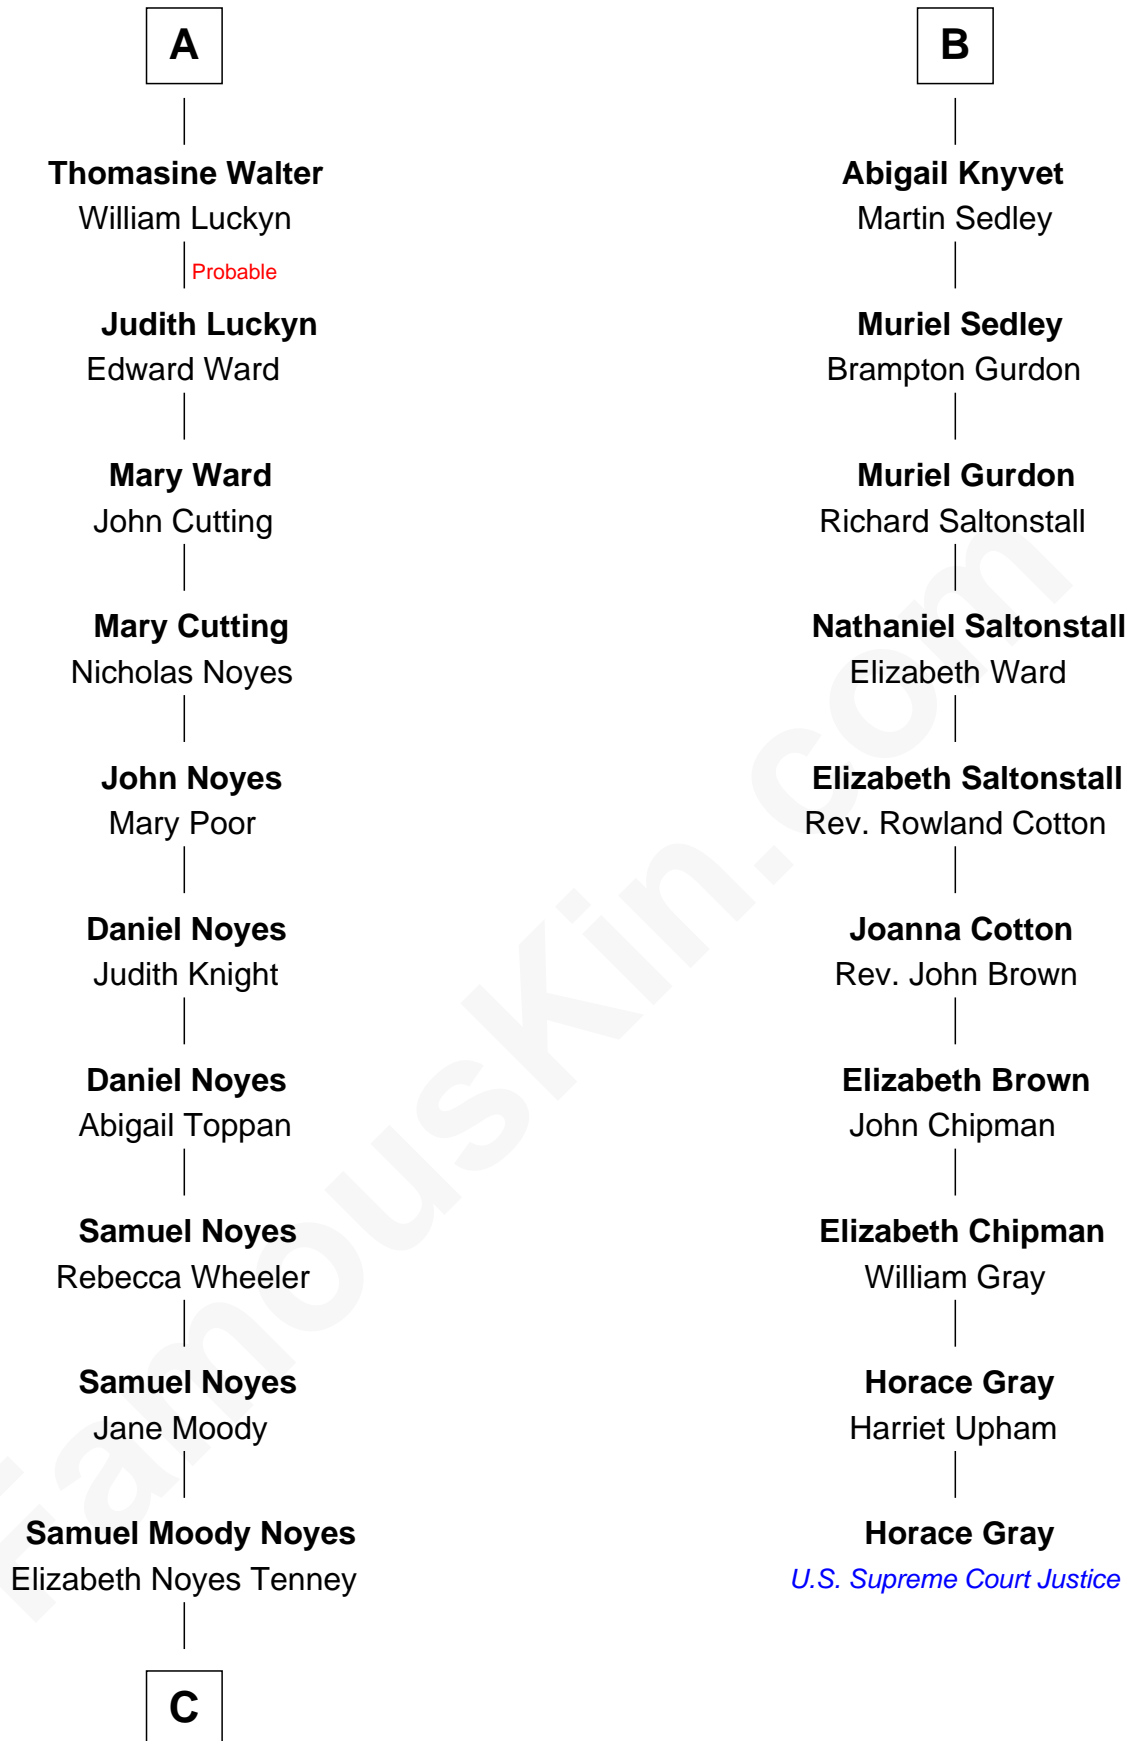 A
Thomasine Walter
William Luckyn
Probable
Judith Luckyn
Edward Ward
Mary Ward
John Cutting
Mary Cutting
Nicholas Noyes
John Noyes
Mary Poor
Daniel Noyes
Judith Knight
Daniel Noyes
Abigail Toppan
Samuel Noyes
Rebecca Wheeler
Samuel Noyes
Jane Moody
Samuel Moody Noyes
Elizabeth Noyes Tenney
C
B
Abigail Knyvet
Martin Sedley
Muriel Sedley
Brampton Gurdon
Muriel Gurdon
Richard Saltonstall
Nathaniel Saltonstall
Elizabeth Ward
Elizabeth Saltonstall
Rev. Rowland Cotton
Joanna Cotton
Rev. John Brown
Elizabeth Brown
John Chipman
Elizabeth Chipman
William Gray
Horace Gray
Harriet Upham
Horace Gray
U.S. Supreme Court Justice
FamousKin.com